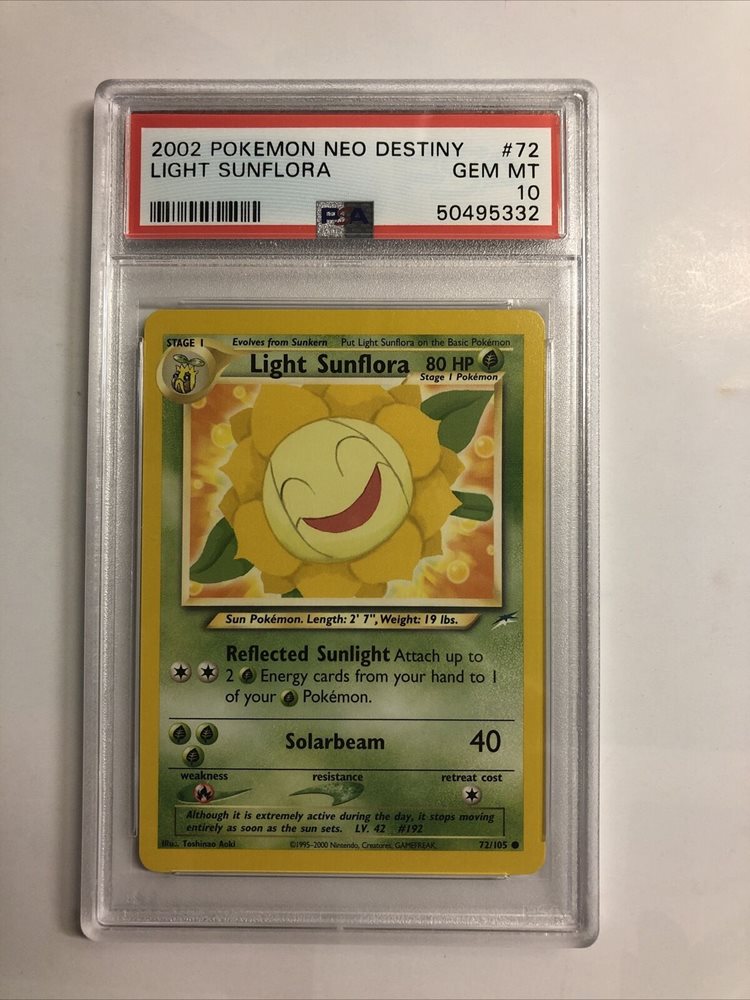 2002 POKEMON NEO DESTINY #72
LIGHT SUNFLORA GEM MT
10
PSA 50495332
STAGE 1 Evolves from Sunkern Put Light Sunflora on the Basic Pokémon
Light Sunflora 80 HP
Stage 1 Pokémon
Sun Pokémon. Length: 2' 7", Weight: 19 lbs.
Reflected Sunlight Attach up to
2 Energy cards from your hand to 1
of your Pokémon.
Solarbeam 40
weakness resistance retreat cost
Although it is extremely active during the day, it stops moving
entirely as soon as the sun sets. LV. 42 #192
Illus. Toshinao Aoki ©1995-2000 Nintendo, Creatures, GAMEFREAK. 72/105